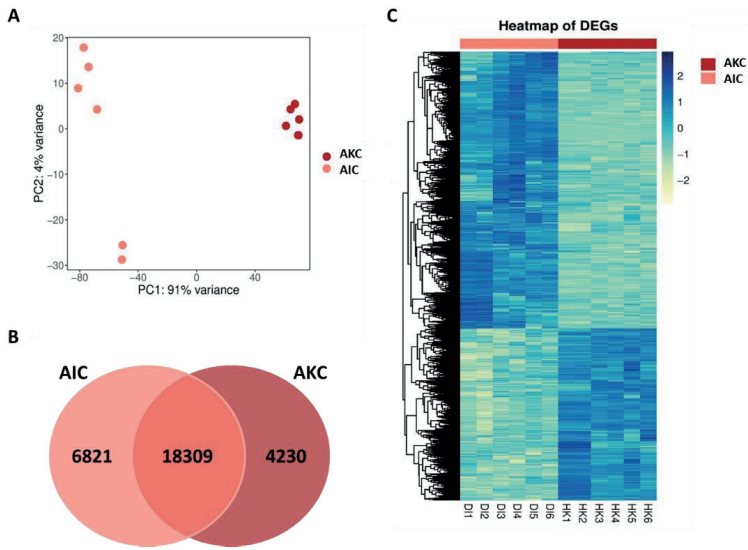 A
20
10
0
−10
−20
−30
PC2: 4% variance
−80
−40
0
40
PC1: 91% variance
AKC
AIC
B
AIC
AKC
6821
18309
4230
C
Heatmap of DEGs
2
1
0
−1
−2
AKC
AIC
DI1
DI2
DI3
DI4
DI5
DI6
HK1
HK2
HK3
HK4
HK5
HK6